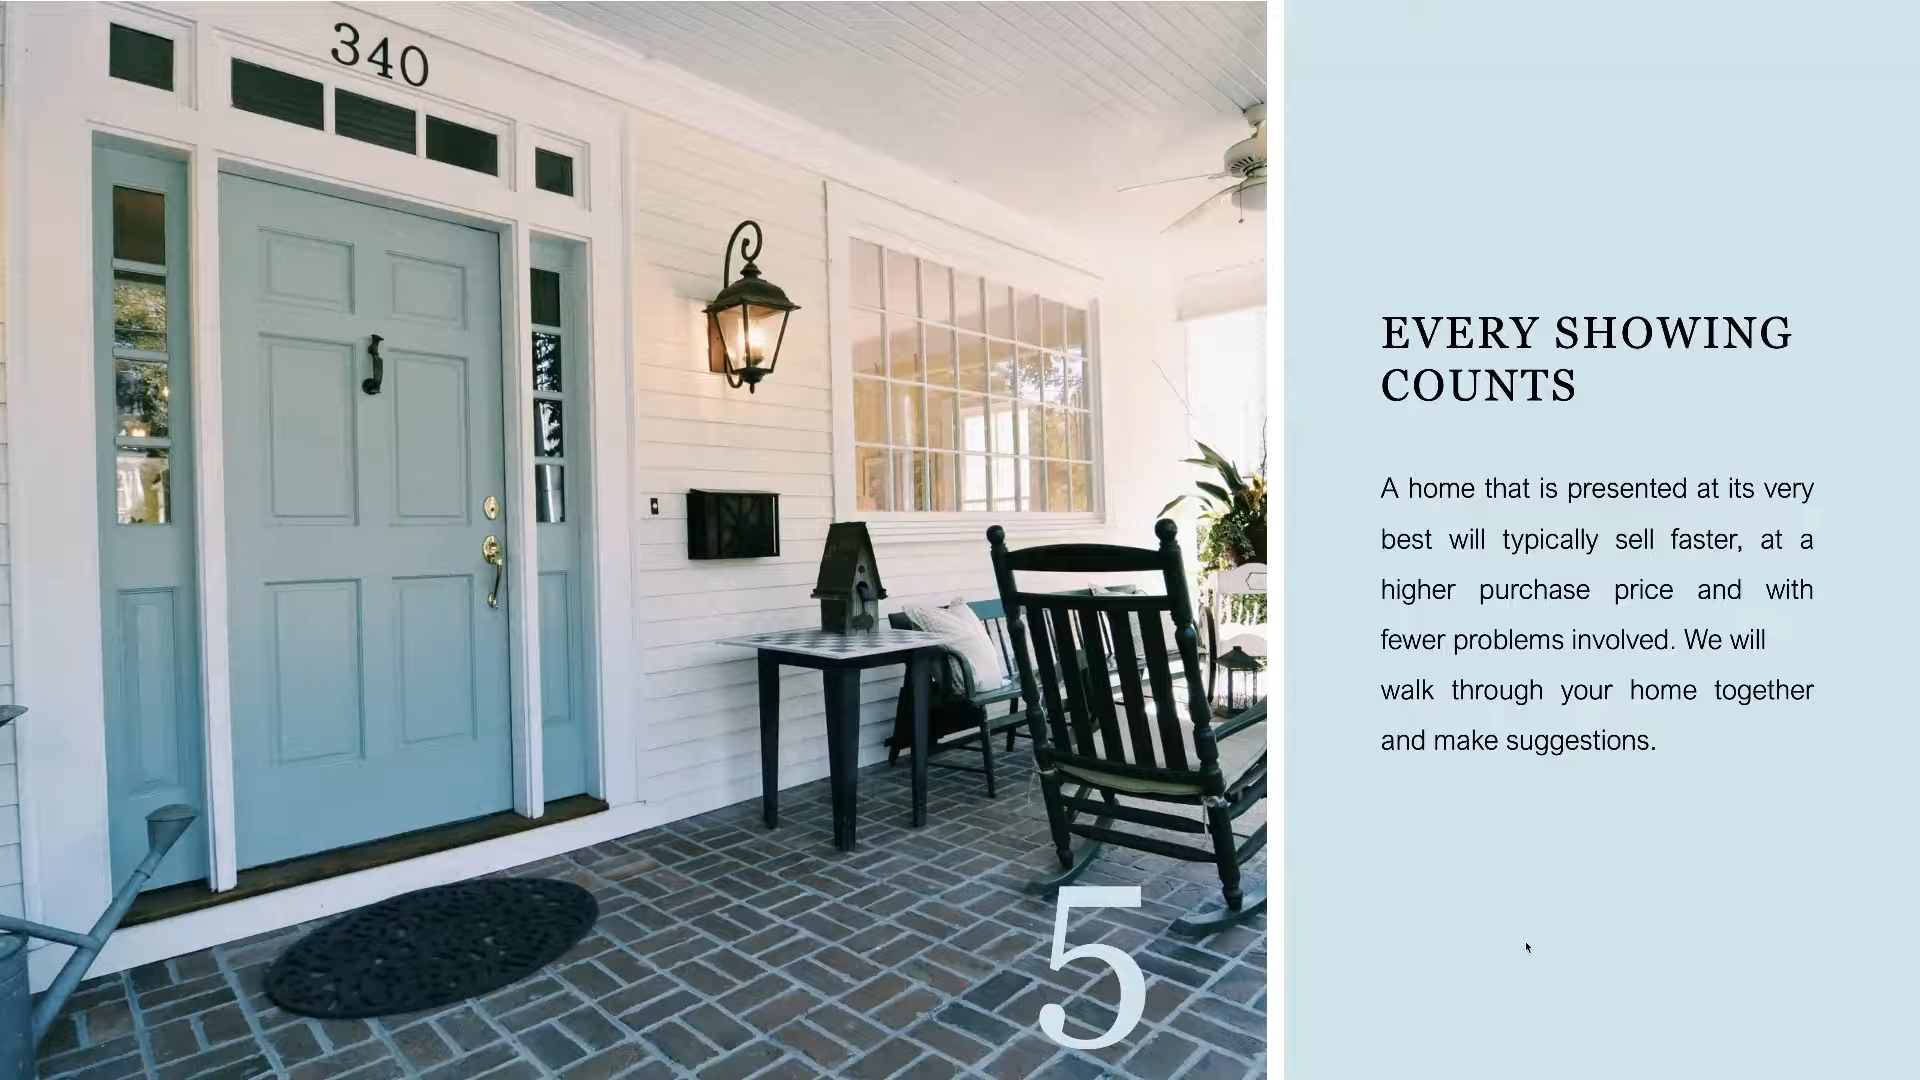 340
5
EVERY SHOWING
COUNTS
A home that is presented at its very
best will typically sell faster, at a
higher purchase price and with
fewer problems involved. We will
walk through your home together
and make suggestions.